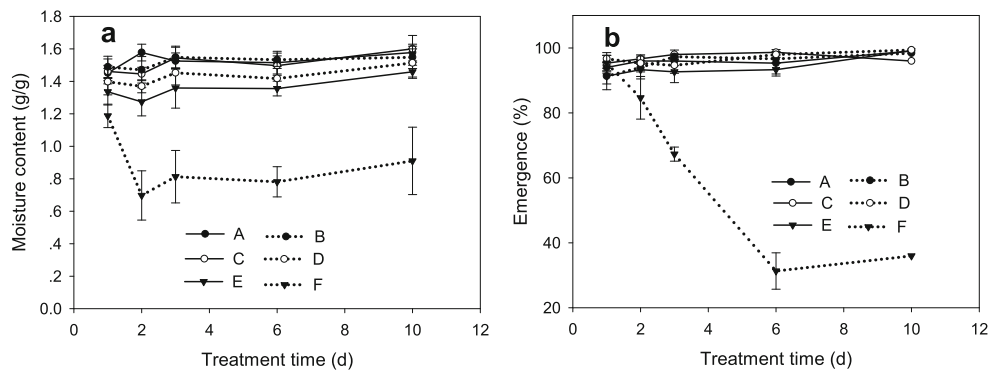 a
1.8
1.6
1.4
1.2
1.0
.8
.6
.4
.2
0.0
Moisture content (g/g)
A B
C D
E F
0 2 4 6 8 10 12
Treatment time (d)
b
100
80
60
40
20
Emergence (%)
A B
C D
E F
0 2 4 6 8 10 12
Treatment time (d)